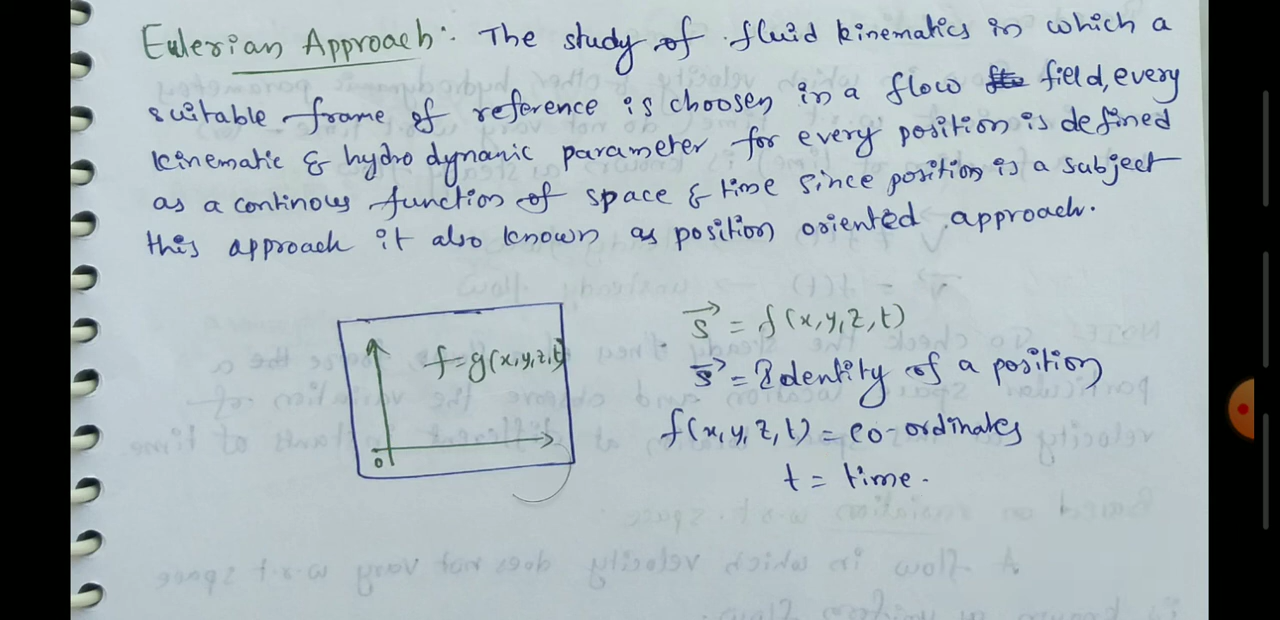 Eulerian Approach:- The study of fluid kinematics in which a
suitable frame of reference is choosen in a flow field, every
kinematic & hydro dynamic parameter for every position is defined
as a continous function of space & time since position is a subject
this approach it also known as position oriented approach.
f=g(x,y,z,t)
o
S⃗ = f(x,y,z,t)
S⃗ = Identity of a position
f(x,y,z,t) = co-ordinates
t = time.